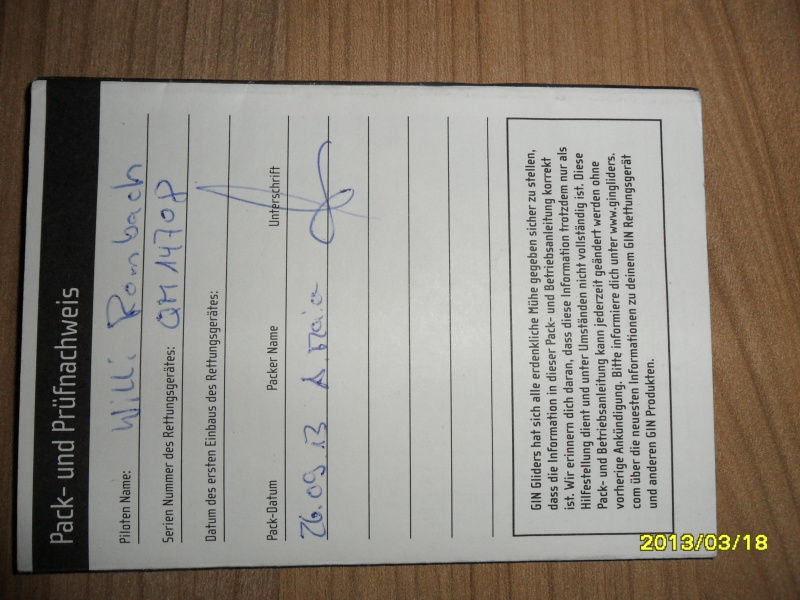 Pack- und Prüfnachweis
Piloten Name: Willi Rombach
Serien Nummer des Rettungsgerätes: QM 14708
Datum des ersten Einbaus des Rettungsgerätes:
Pack-Datum Packer Name Unterschrift
26.09.13 A.
GIN Gliders hat sich alle erdenkliche Mühe gegeben sicher zu stellen,
dass die Information in dieser Pack- und Betriebsanleitung korrekt
ist. Wir erinnern dich daran, dass diese Information trotzdem nur als
Hilfestellung dient und unter Umständen nicht vollständig ist. Diese
Pack- und Betriebsanleitung kann jederzeit geändert werden ohne
vorherige Ankündigung. Bitte informiere dich unter www.gingliders.
com über die neuesten Informationen zu deinem GIN Rettungsgerät
und anderen GIN Produkten.
2013/03/18